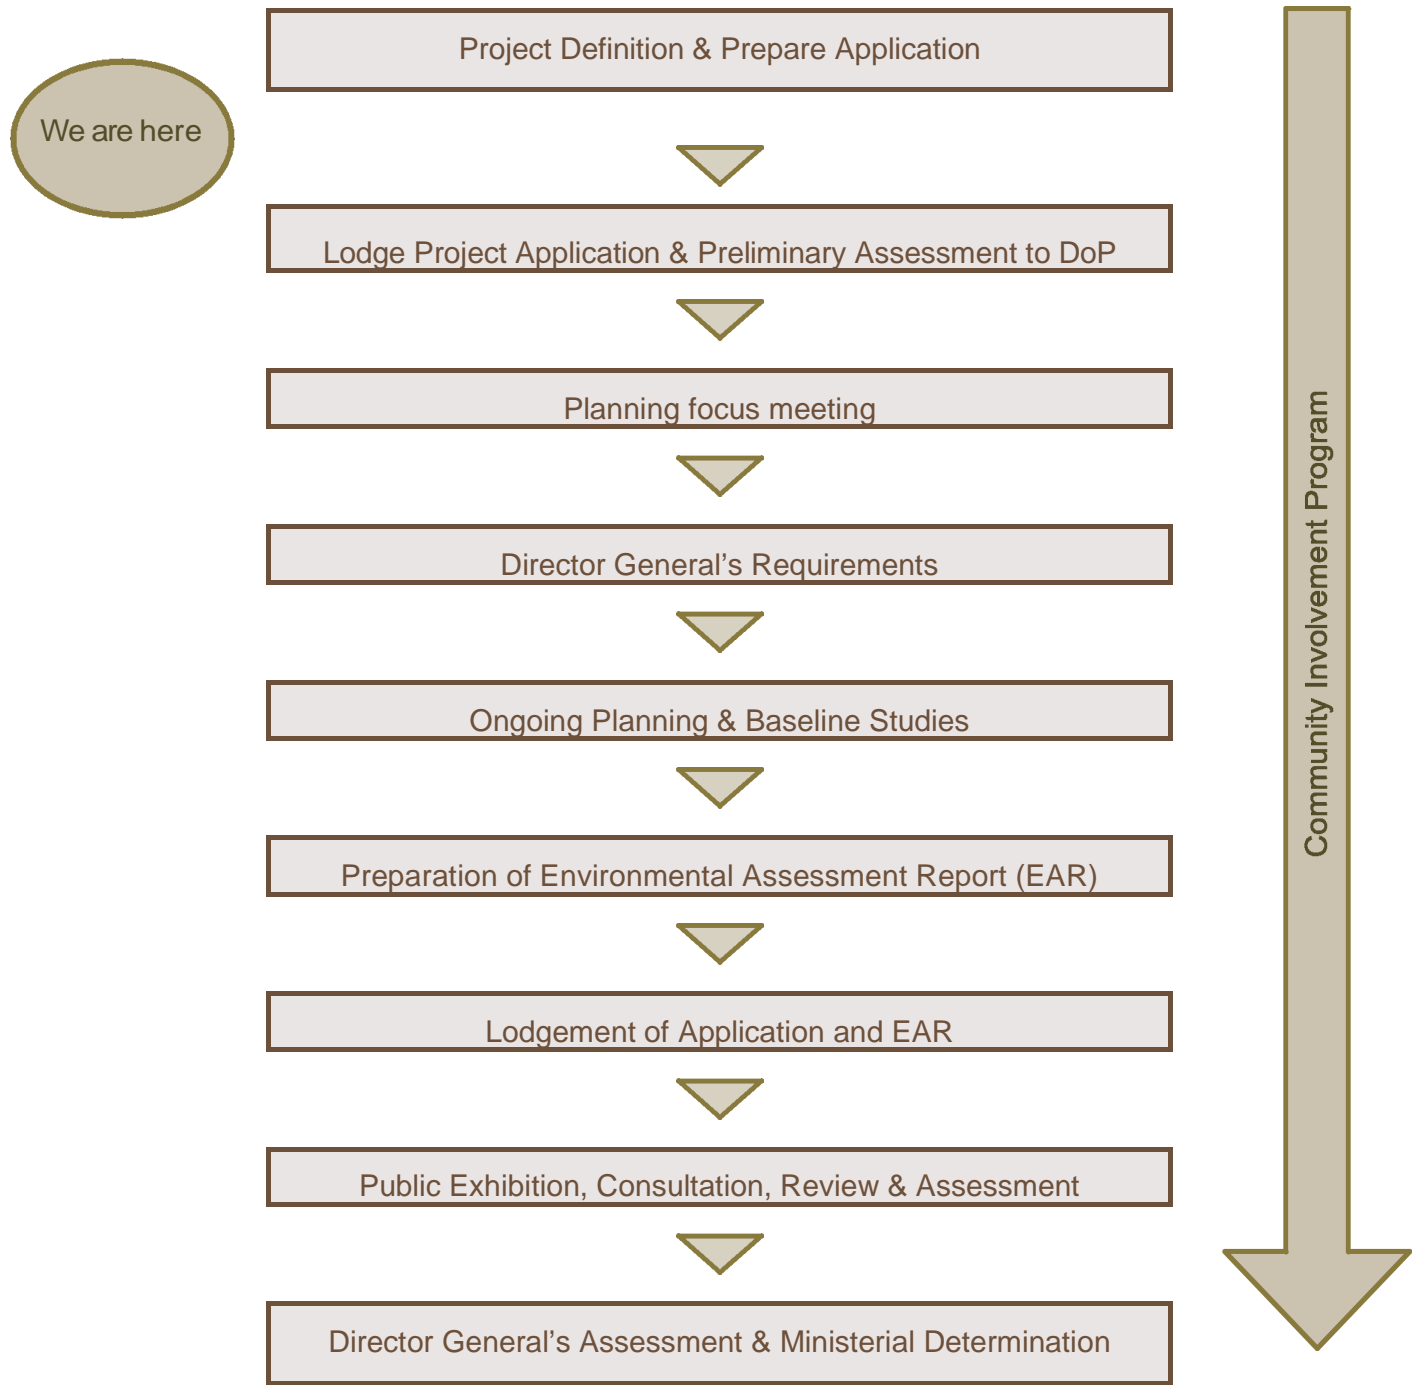 Project Definition & Prepare Application
We are here
Lodge Project Application & Preliminary Assessment to DoP
Planning focus meeting
Director General’s Requirements
Ongoing Planning & Baseline Studies
Preparation of Environmental Assessment Report (EAR)
Lodgement of Application and EAR
Public Exhibition, Consultation, Review & Assessment
Director General’s Assessment & Ministerial Determination
Community Involvement Program